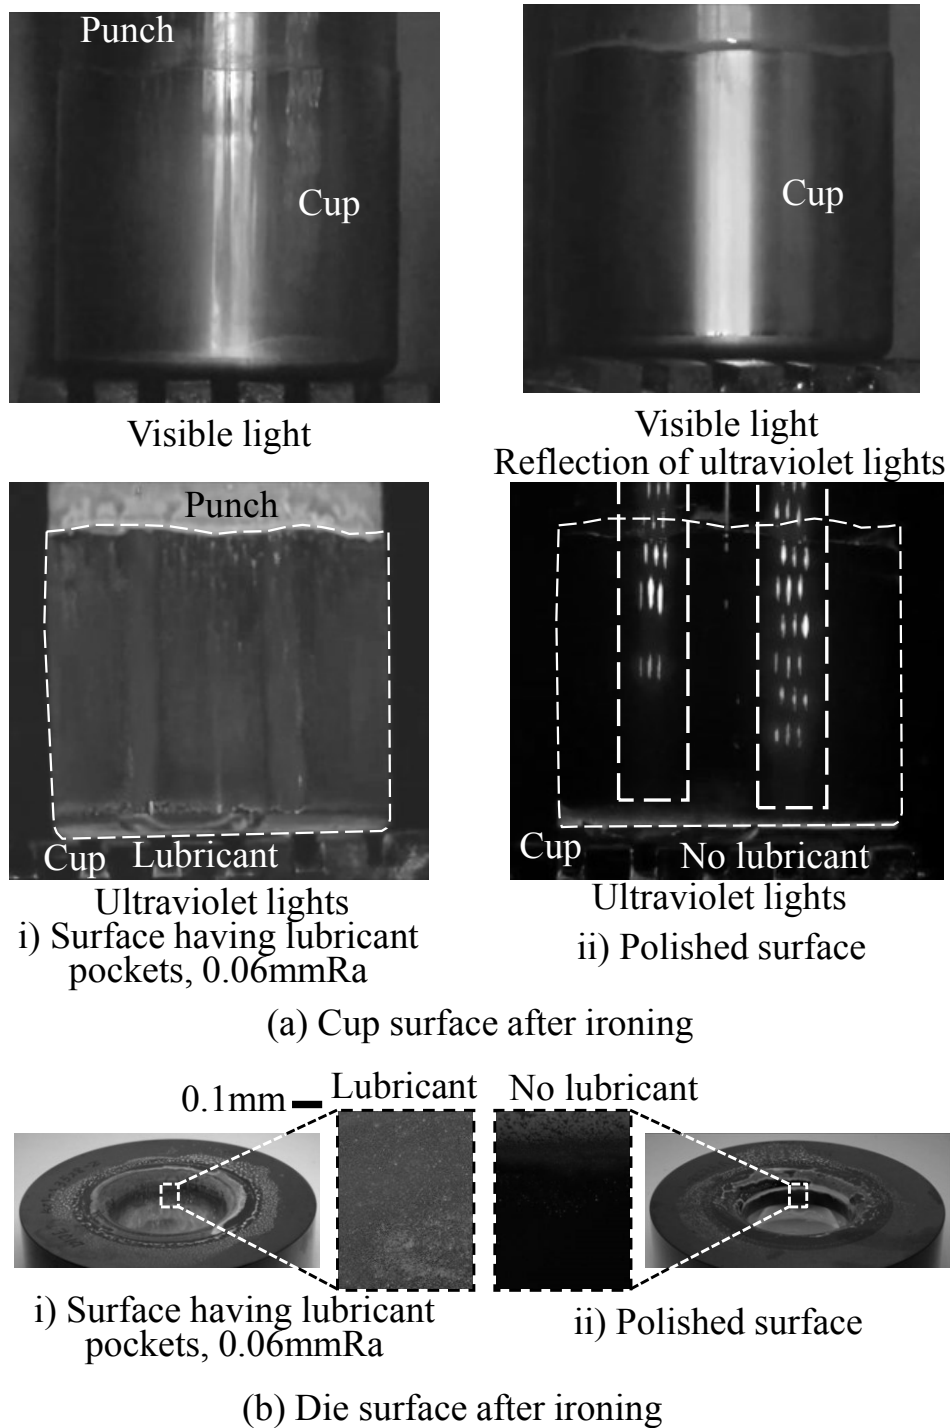 Punch
Cup
Visible light
Cup
Visible light
Reflection of ultraviolet lights
Punch
Cup
Lubricant
Ultraviolet lights
i) Surface having lubricant
pockets, 0.06mmRa
Cup
No lubricant
Ultraviolet lights
ii) Polished surface
(a) Cup surface after ironing
0.1mm
Lubricant
No lubricant
i) Surface having lubricant
pockets, 0.06mmRa
ii) Polished surface
(b) Die surface after ironing